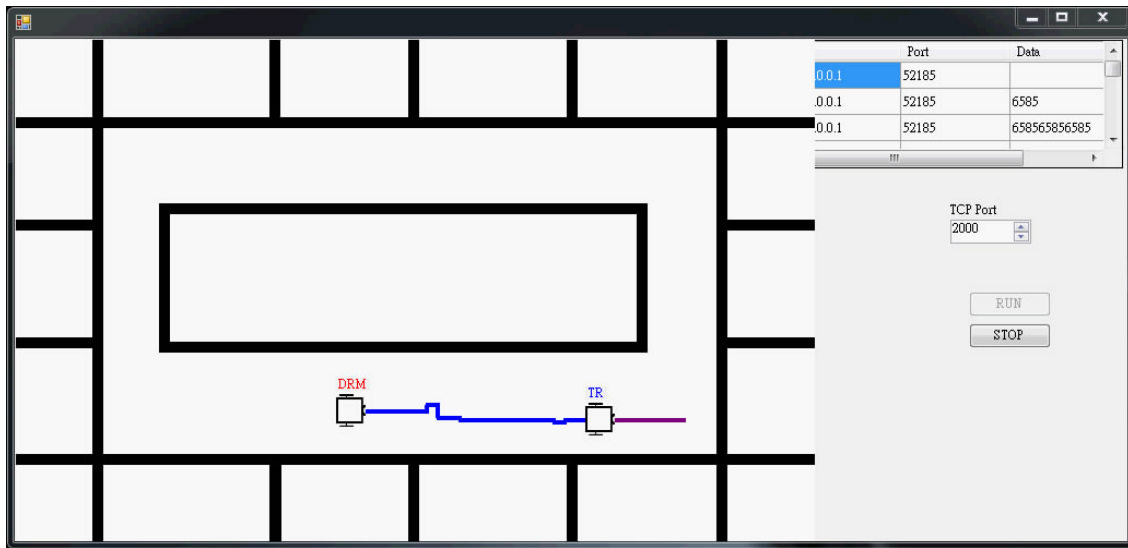 Port Data
.0.0.1 52185
.0.0.1 52185 6585
.0.0.1 52185 658565856585
TCP Port
2000
RUN
STOP
DRM
TR